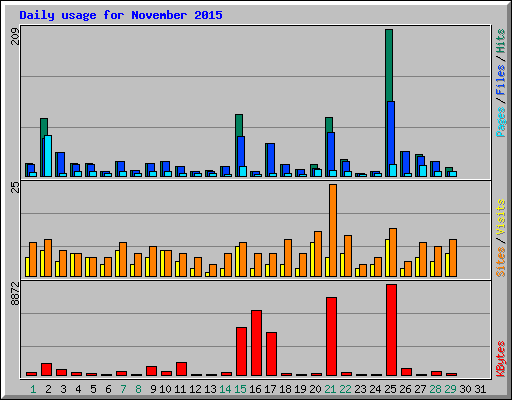 Daily usage for November 2015
209
Pages / Files / Hits
25
Sites / Visits
8872
KBytes
1 2 3 4 5 6 7 8 9 10 11 12 13 14 15 16 17 18 19 20 21 22 23 24 25 26 27 28 29 30 31